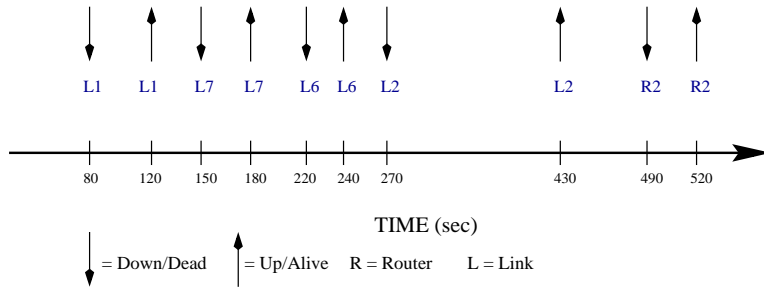 L1 L1 L7 L7 L6 L6 L2 L2 R2 R2
80 120 150 180 220 240 270 430 490 520
TIME (sec)
= Down/Dead = Up/Alive R = Router L = Link